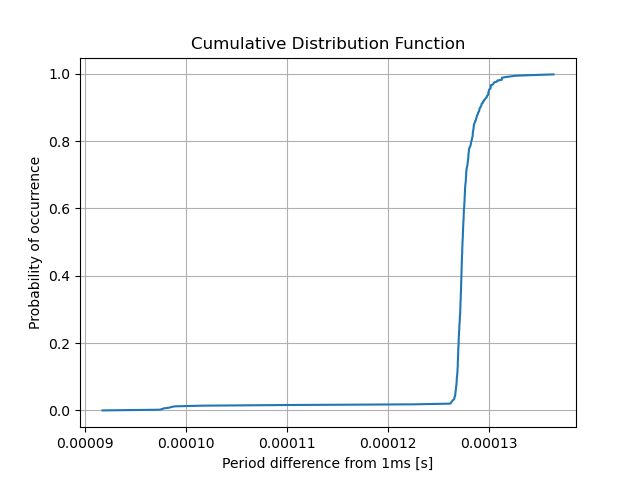 Cumulative Distribution Function
Probability of occurrence
1.0
0.8
0.6
0.4
0.2
0.0
0.00009 0.00010 0.00011 0.00012 0.00013
Period difference from 1ms [s]